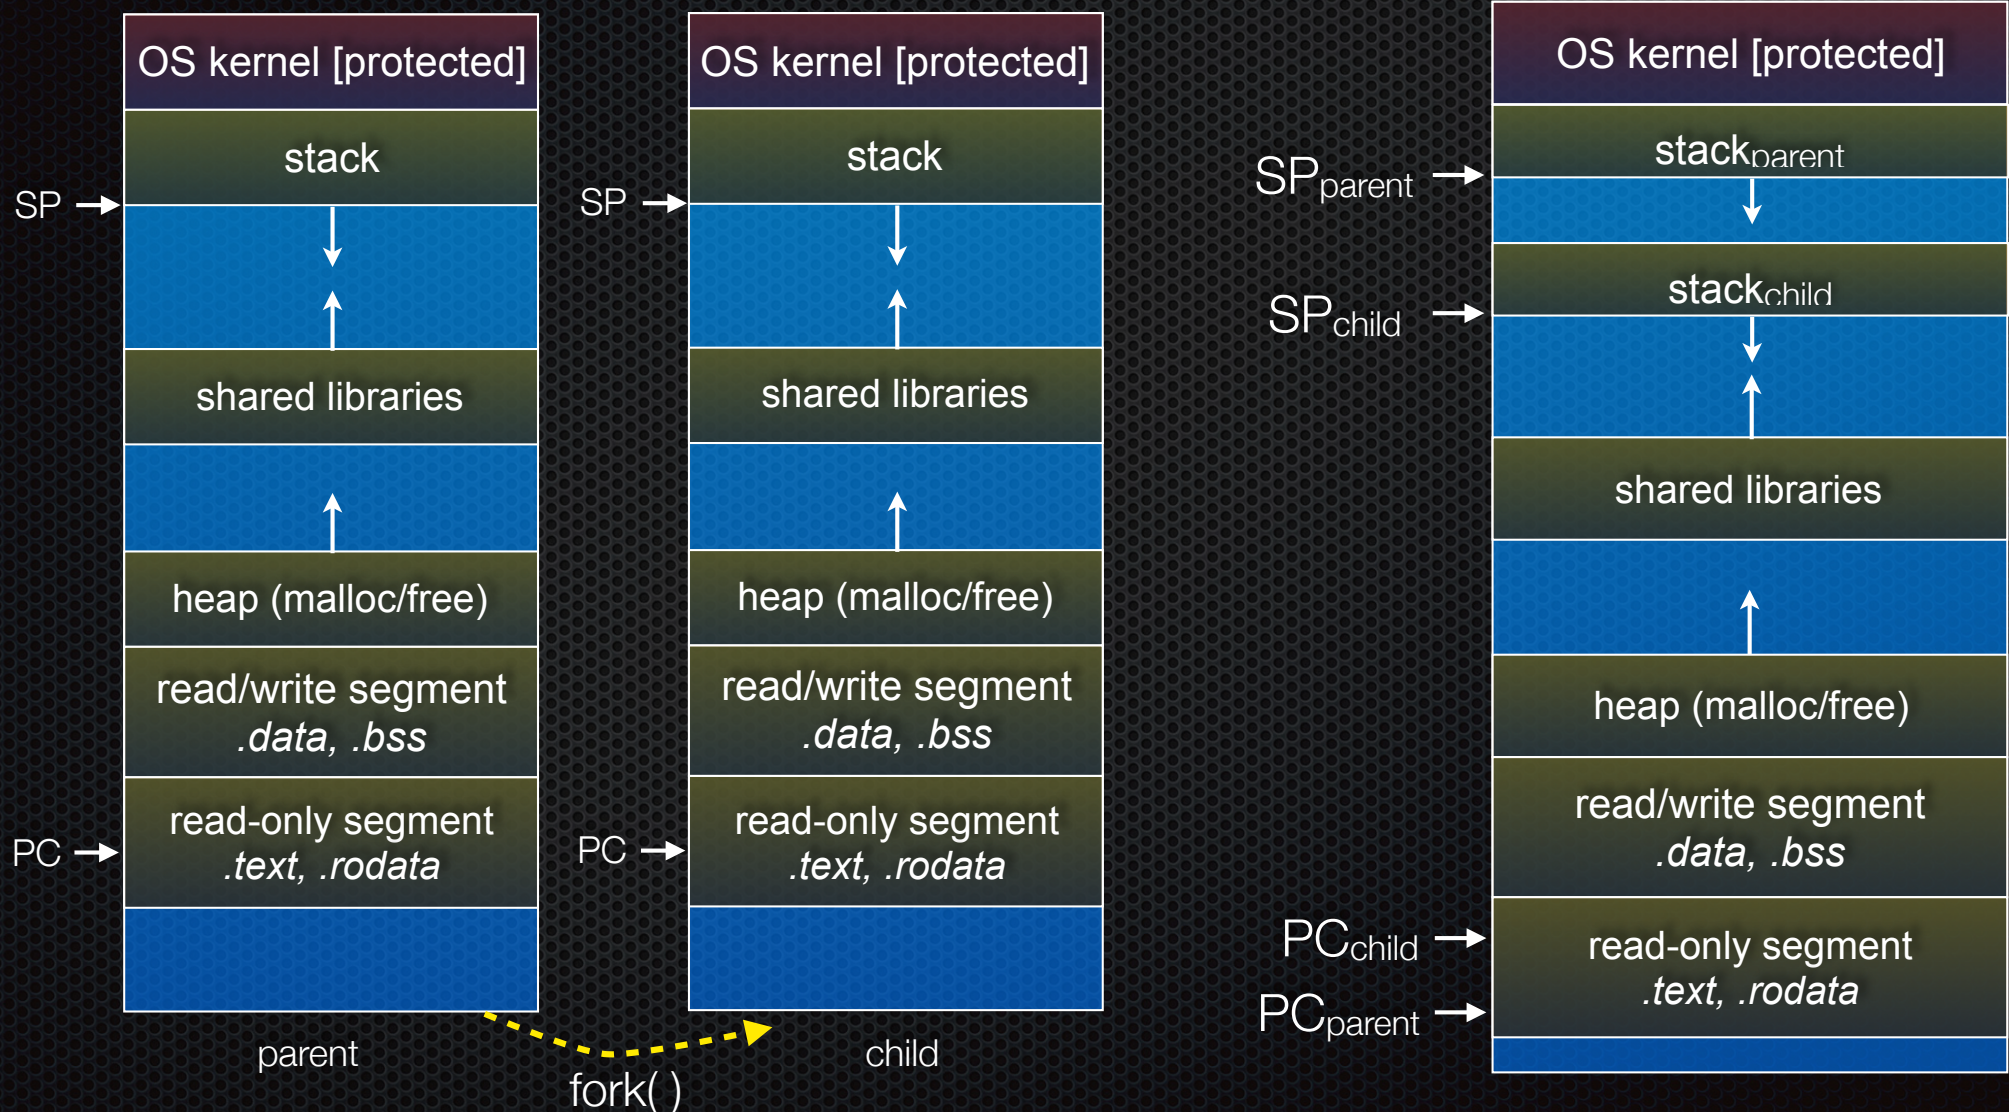 OS kernel [protected]
stack
SP
shared libraries
heap (malloc/free)
read/write segment
.data, .bss
read-only segment
.text, .rodata
PC
parent
OS kernel [protected]
stack
SP
shared libraries
heap (malloc/free)
read/write segment
.data, .bss
read-only segment
.text, .rodata
PC
child
fork( )
OS kernel [protected]
stackparent
SPparent
stackchild
SPchild
shared libraries
heap (malloc/free)
read/write segment
.data, .bss
PCchild
read-only segment
.text, .rodata
PCparent